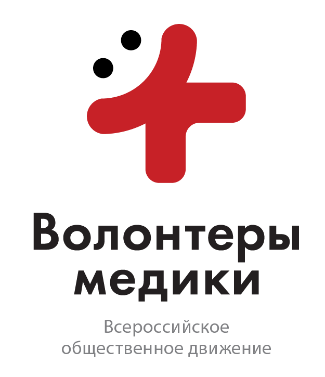 Волонтеры
медики
Всероссийское
общественное движение